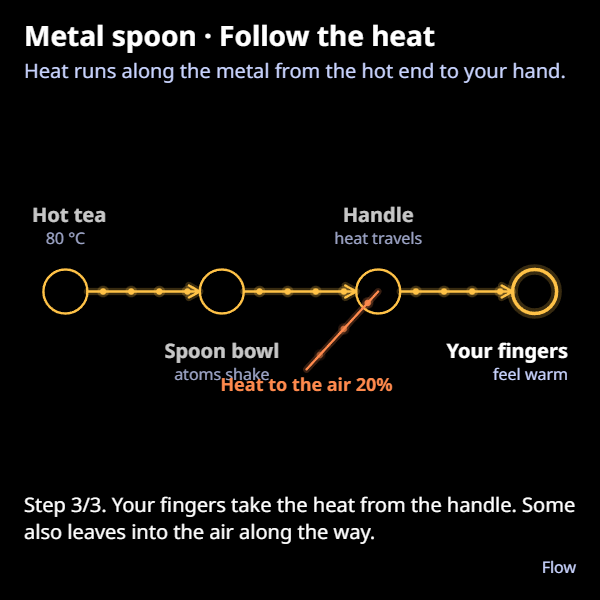 Metal spoon · Follow the heat
Heat runs along the metal from the hot end to your hand.
Hot tea
80 °C
Handle
heat travels
Spoon bowl
atoms shake
Your fingers
feel warm
Heat to the air 20%
Step 3/3. Your fingers take the heat from the handle. Some
also leaves into the air along the way.
Flow